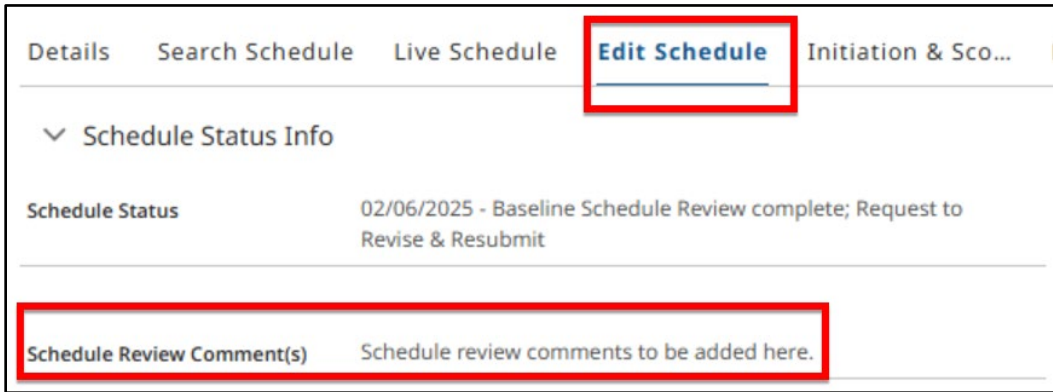 Details Search Schedule Live Schedule Edit Schedule Initiation & Sco...
Schedule Status Info
Schedule Status 02/06/2025 - Baseline Schedule Review complete; Request to
Revise & Resubmit
Schedule Review Comment(s) Schedule review comments to be added here.